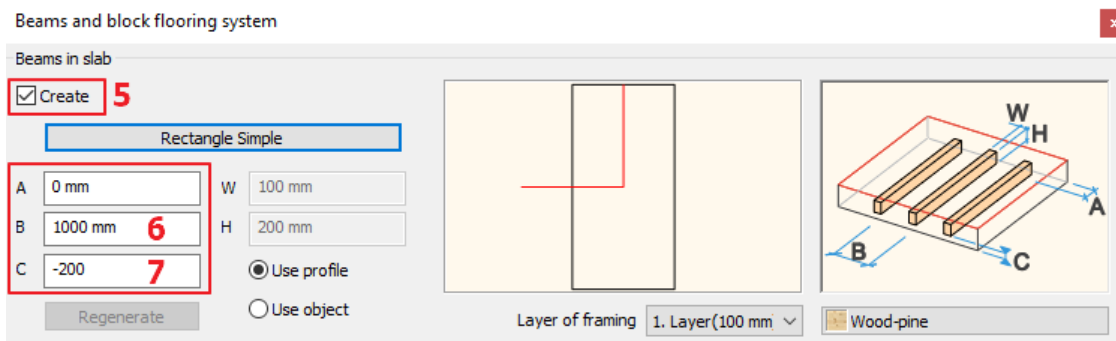 Beams and block flooring system
x
Beams in slab
Create 5
Rectangle Simple
A 0 mm W 100 mm
B 1000 mm 6 H 200 mm
C -200 7 Use profile
Regenerate Use object
Layer of framing 1. Layer(100 mm Wood-pine
W
H
A
B
C